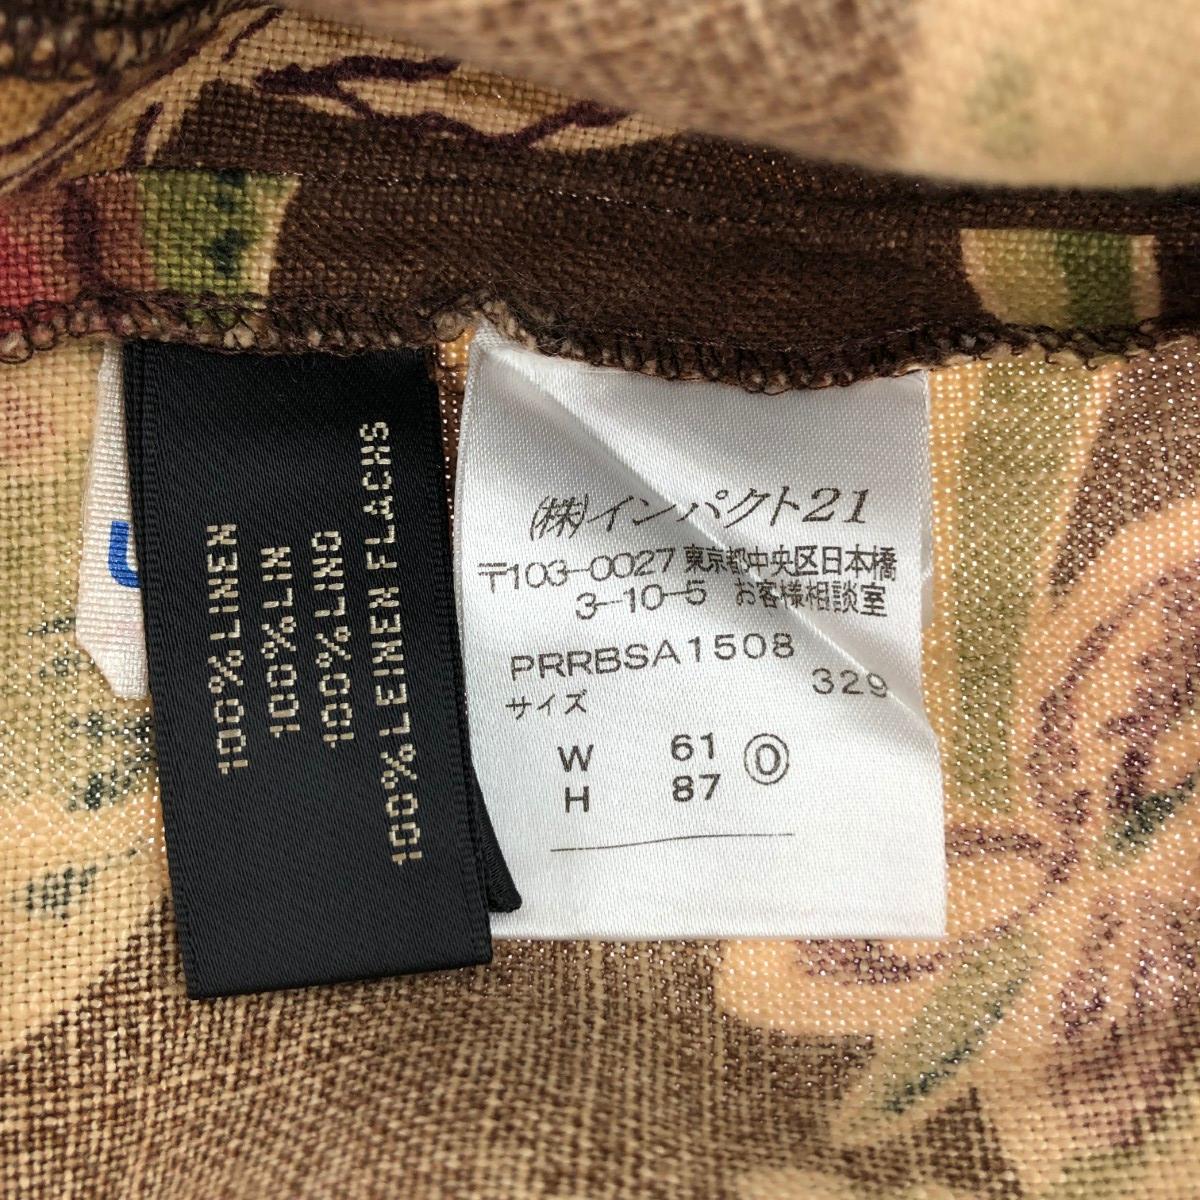 100%LINEN
100%LIN
100%LINO
100%LEINEN FLACHS
(株)インパクト21
〒103-0027 東京都中央区日本橋
3-10-5 お客様相談室
PRRBSA1508
329
サイズ
W 61 ⓪
H 87